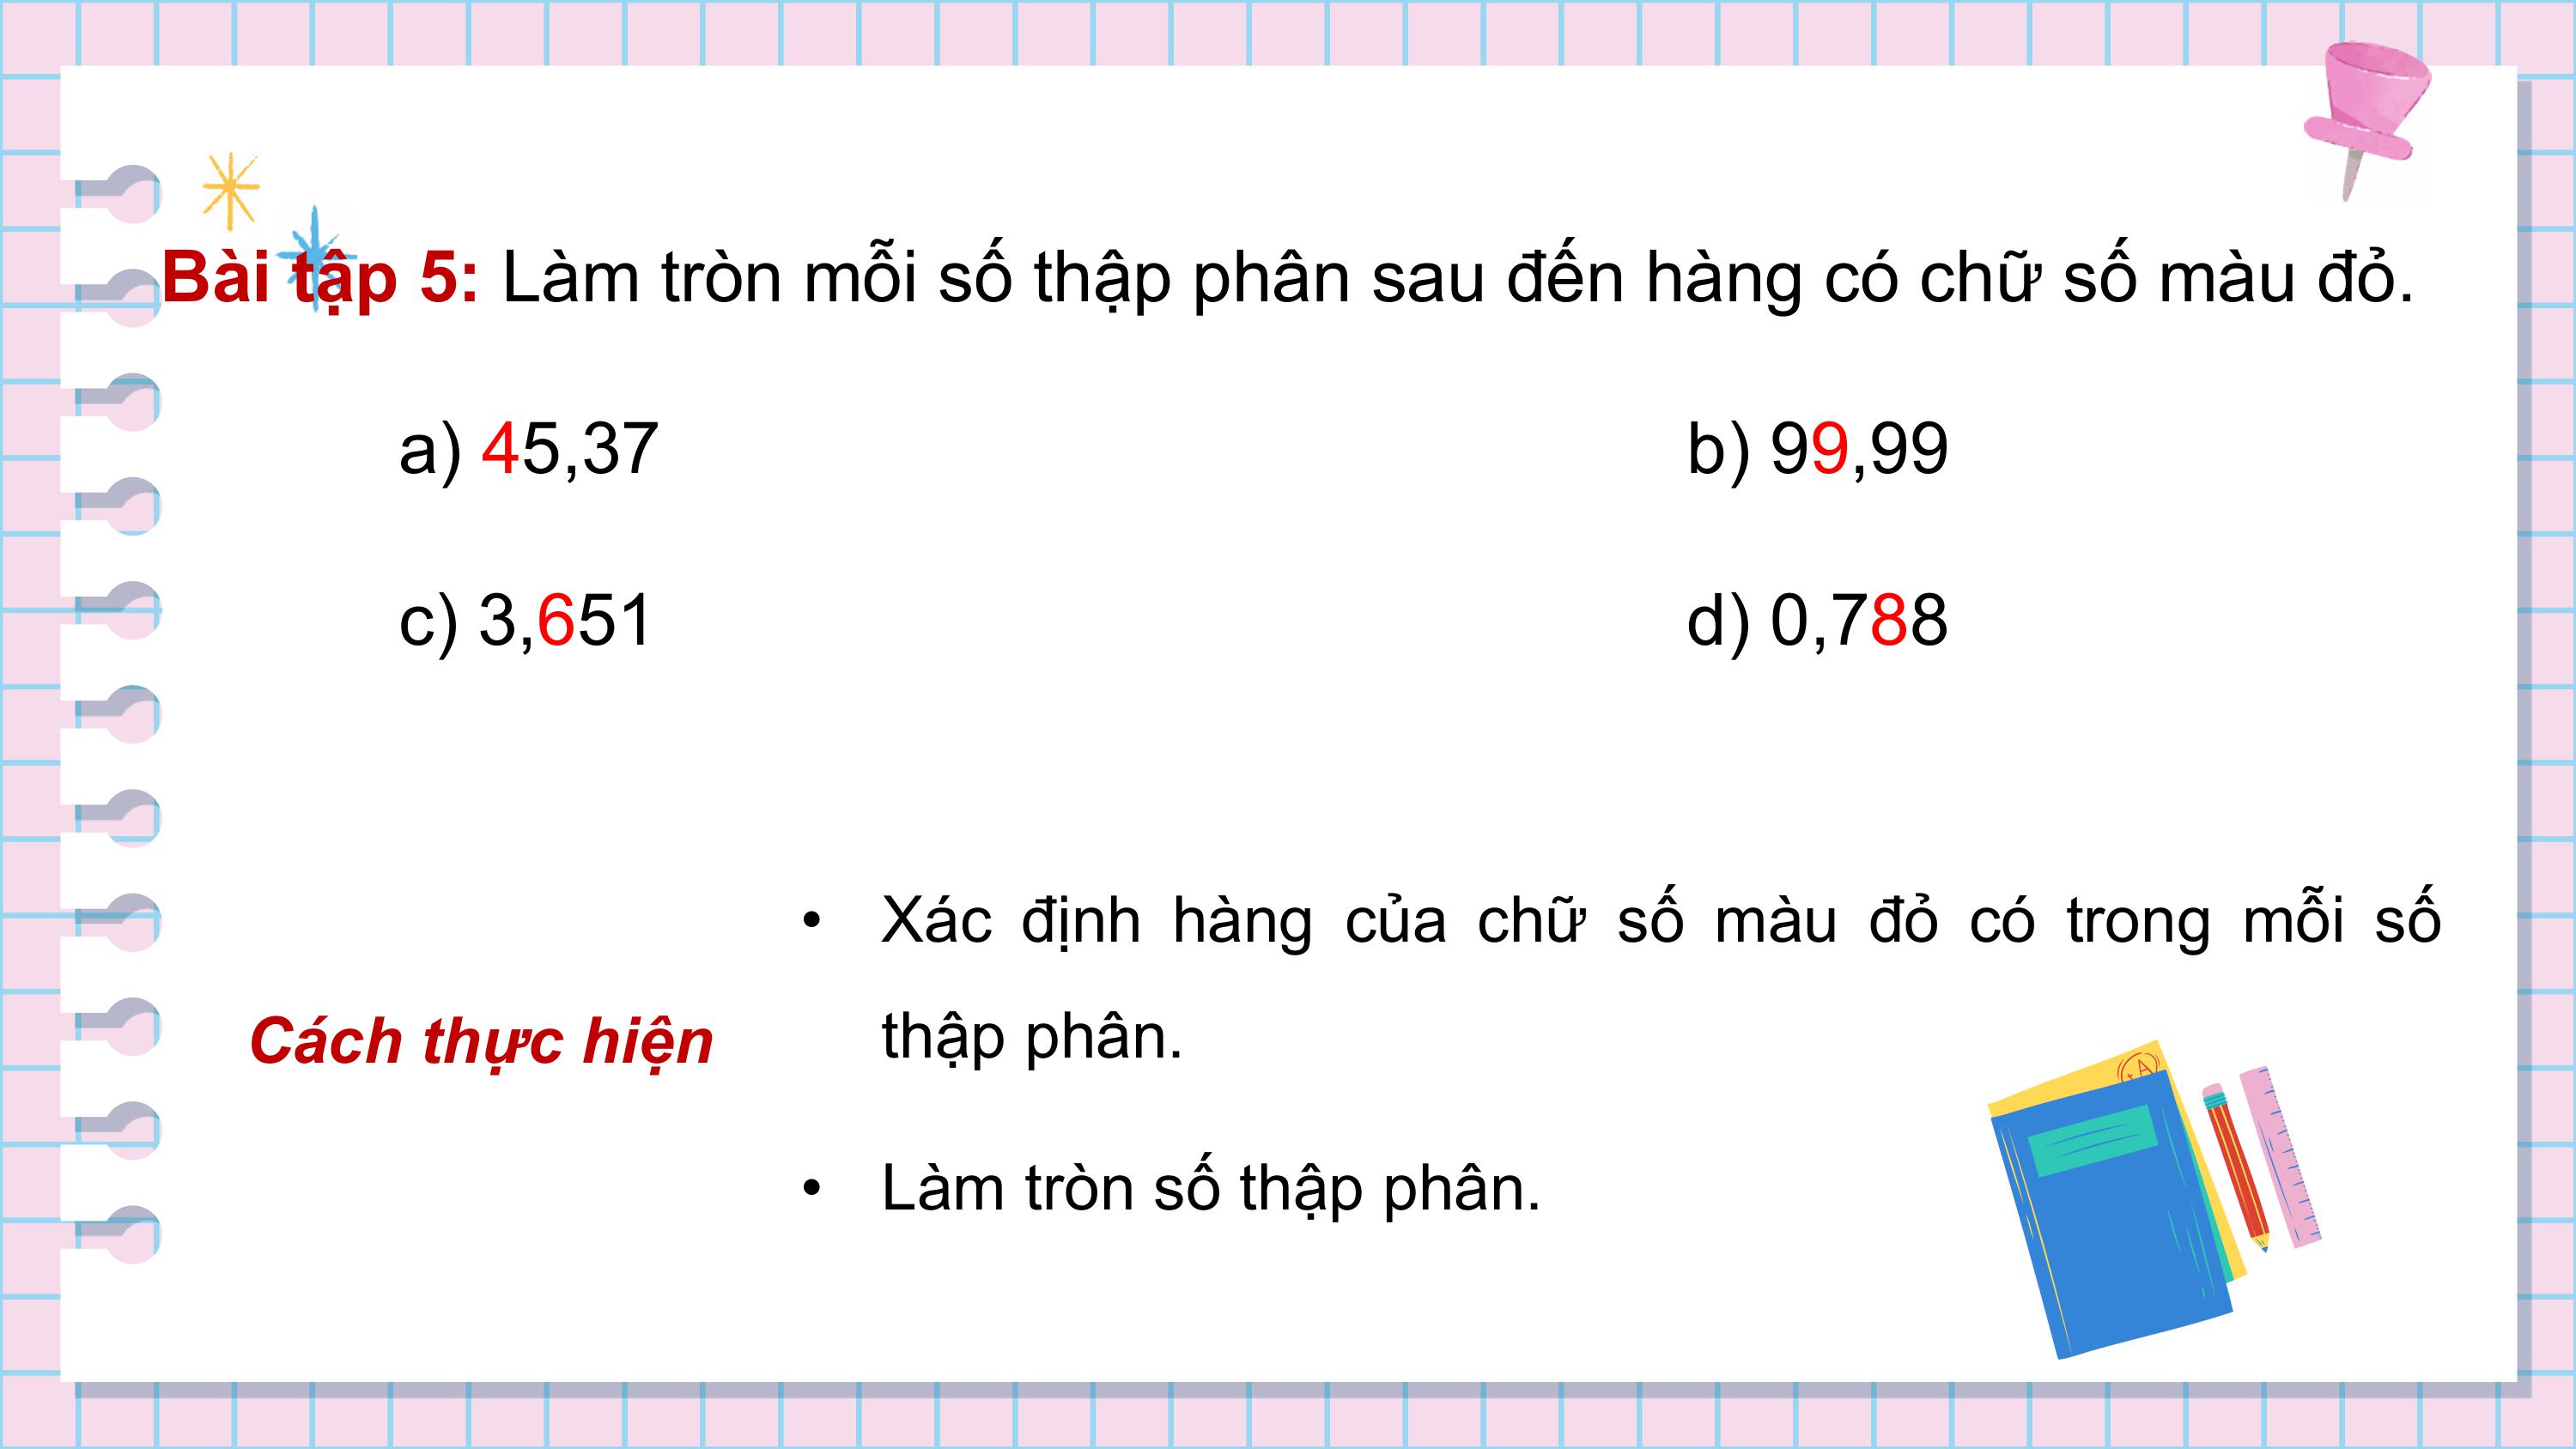 Bài tập 5: Làm tròn mỗi số thập phân sau đến hàng có chữ số màu đỏ.
a) 45,37
b) 99,99
c) 3,651
d) 0,788
• Xác định hàng của chữ số màu đỏ có trong mỗi số
thập phân.
Cách thực hiện
• Làm tròn số thập phân.
A+